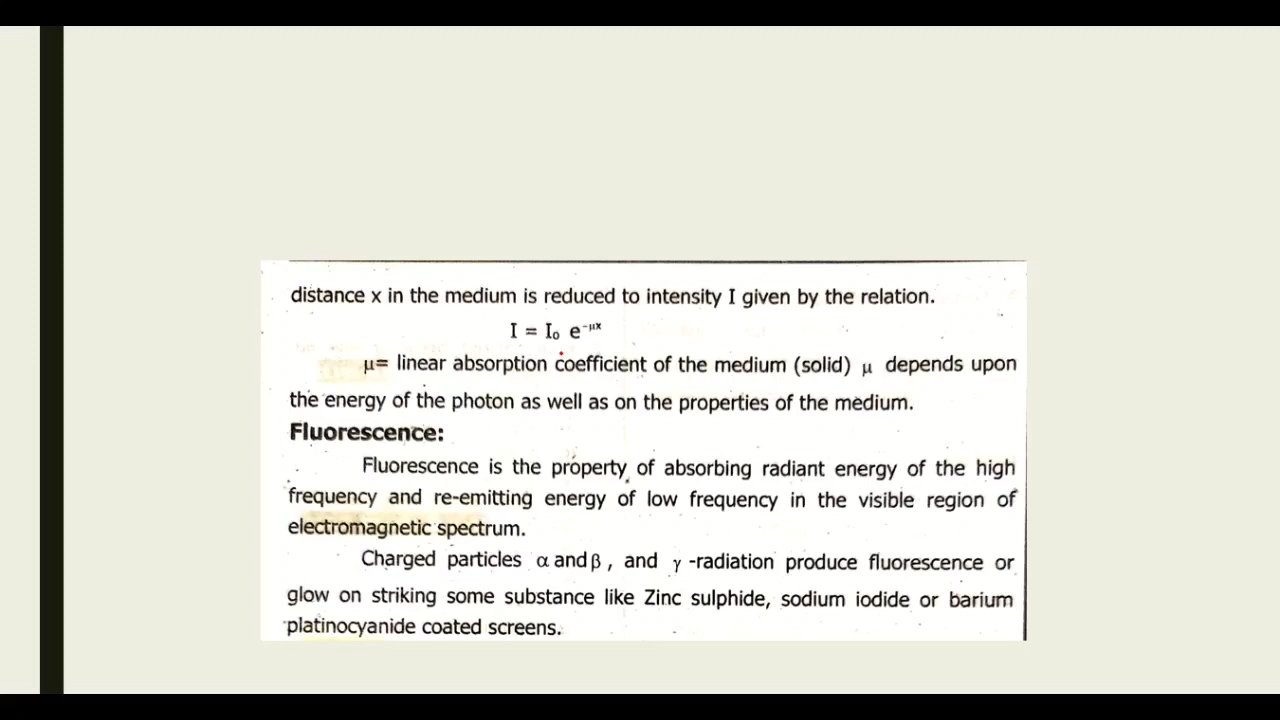 distance x in the medium is reduced to intensity I given by the relation.
I = I₀ e⁻ᵘˣ
μ= linear absorption coefficient of the medium (solid) μ depends upon
the energy of the photon as well as on the properties of the medium.
Fluorescence:
Fluorescence is the property of absorbing radiant energy of the high
frequency and re-emitting energy of low frequency in the visible region of
electromagnetic spectrum.
Charged particles α and β , and γ -radiation produce fluorescence or
glow on striking some substance like Zinc sulphide, sodium iodide or barium
platinocyanide coated screens.